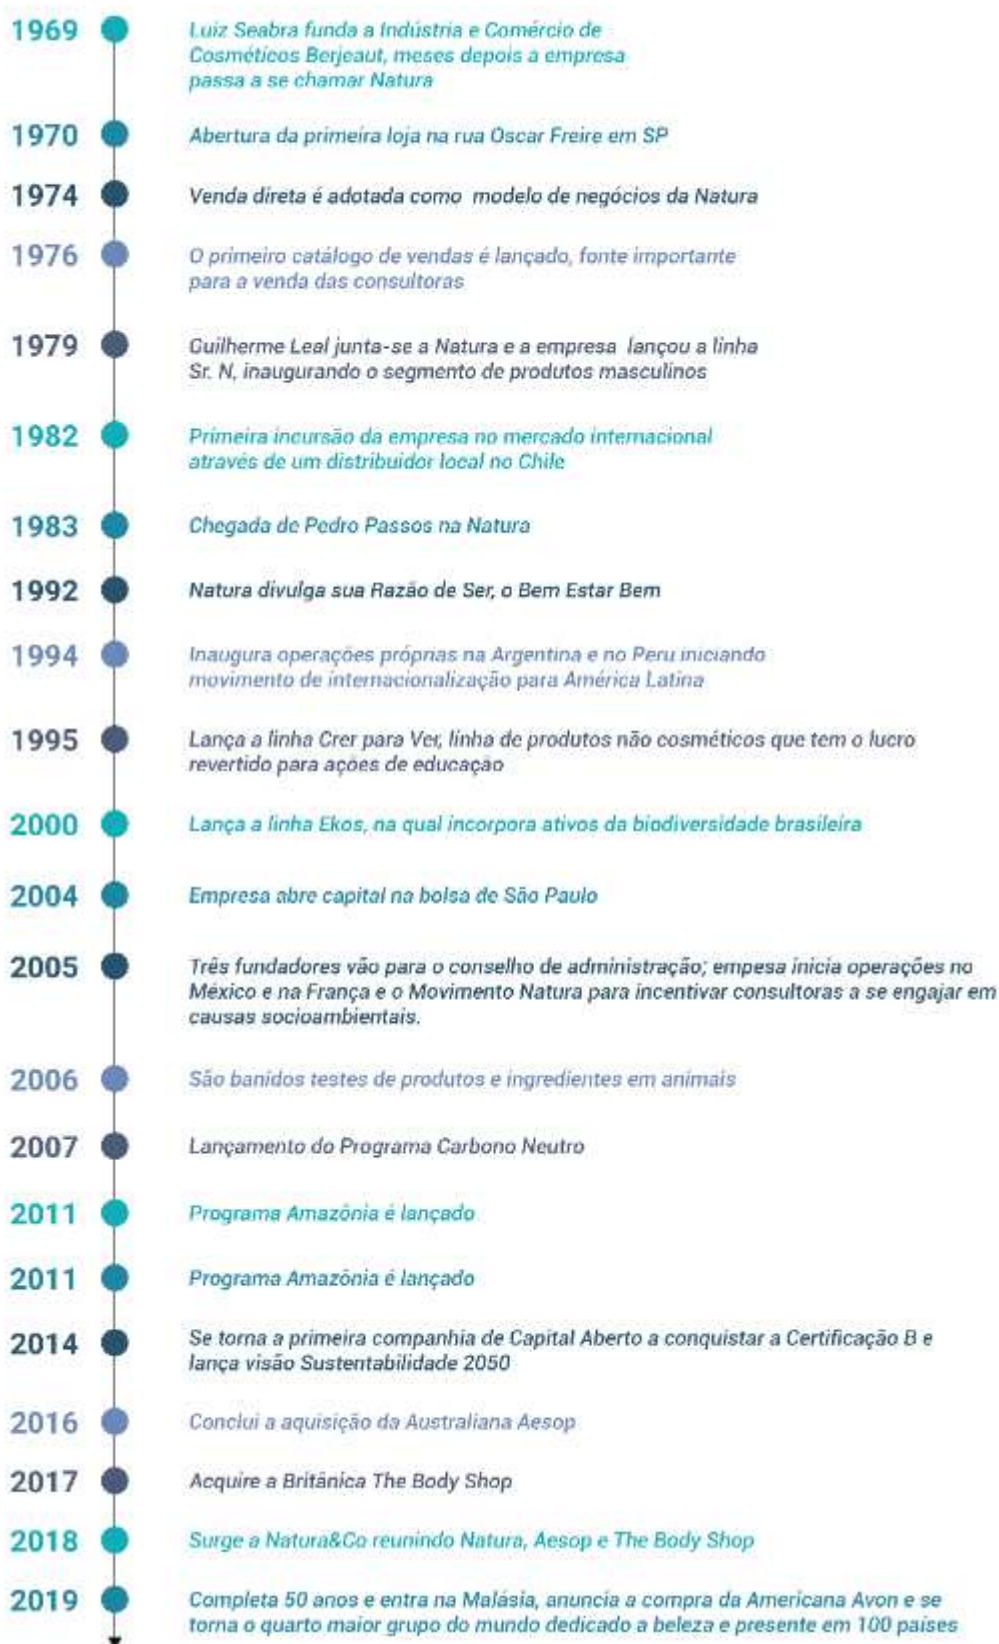 1969 Luiz Seabra funda a Indústria e Comércio de
Cosméticos Berjeaut, meses depois a empresa
passa a se chamar Natura
1970 Abertura da primeira loja na rua Oscar Freire em SP
1974 Venda direta é adotada como modelo de negócios da Natura
1976 O primeiro catálogo de vendas é lançado, fonte importante
para a venda das consultoras
1979 Guilherme Leal junta-se a Natura e a empresa lançou a linha
Sr. N, inaugurando o segmento de produtos masculinos
1982 Primeira incursão da empresa no mercado internacional
através de um distribuidor local no Chile
1983 Chegada de Pedro Passos na Natura
1992 Natura divulga sua Razão de Ser, o Bem Estar Bem
1994 Inaugura operações próprias na Argentina e no Peru iniciando
movimento de internacionalização para América Latina
1995 Lança a linha Crer para Ver, linha de produtos não cosméticos que tem o lucro
revertido para ações de educação
2000 Lança a linha Ekos, na qual incorpora ativos da biodiversidade brasileira
2004 Empresa abre capital na bolsa de São Paulo
2005 Três fundadores vão para o conselho de administração; empesa inicia operações no
México e na França e o Movimento Natura para incentivar consultoras a se engajar em
causas socioambientais.
2006 São banidos testes de produtos e ingredientes em animais
2007 Lançamento do Programa Carbono Neutro
2011 Programa Amazônia é lançado
2011 Programa Amazônia é lançado
2014 Se torna a primeira companhia de Capital Aberto a conquistar a Certificação B e
lança visão Sustentabilidade 2050
2016 Conclui a aquisição da Australiana Aesop
2017 Acquire a Britânica The Body Shop
2018 Surge a Natura&Co reunindo Natura, Aesop e The Body Shop
2019 Completa 50 anos e entra na Malásia, anuncia a compra da Americana Avon e se
torna o quarto maior grupo do mundo dedicado a beleza e presente em 100 países